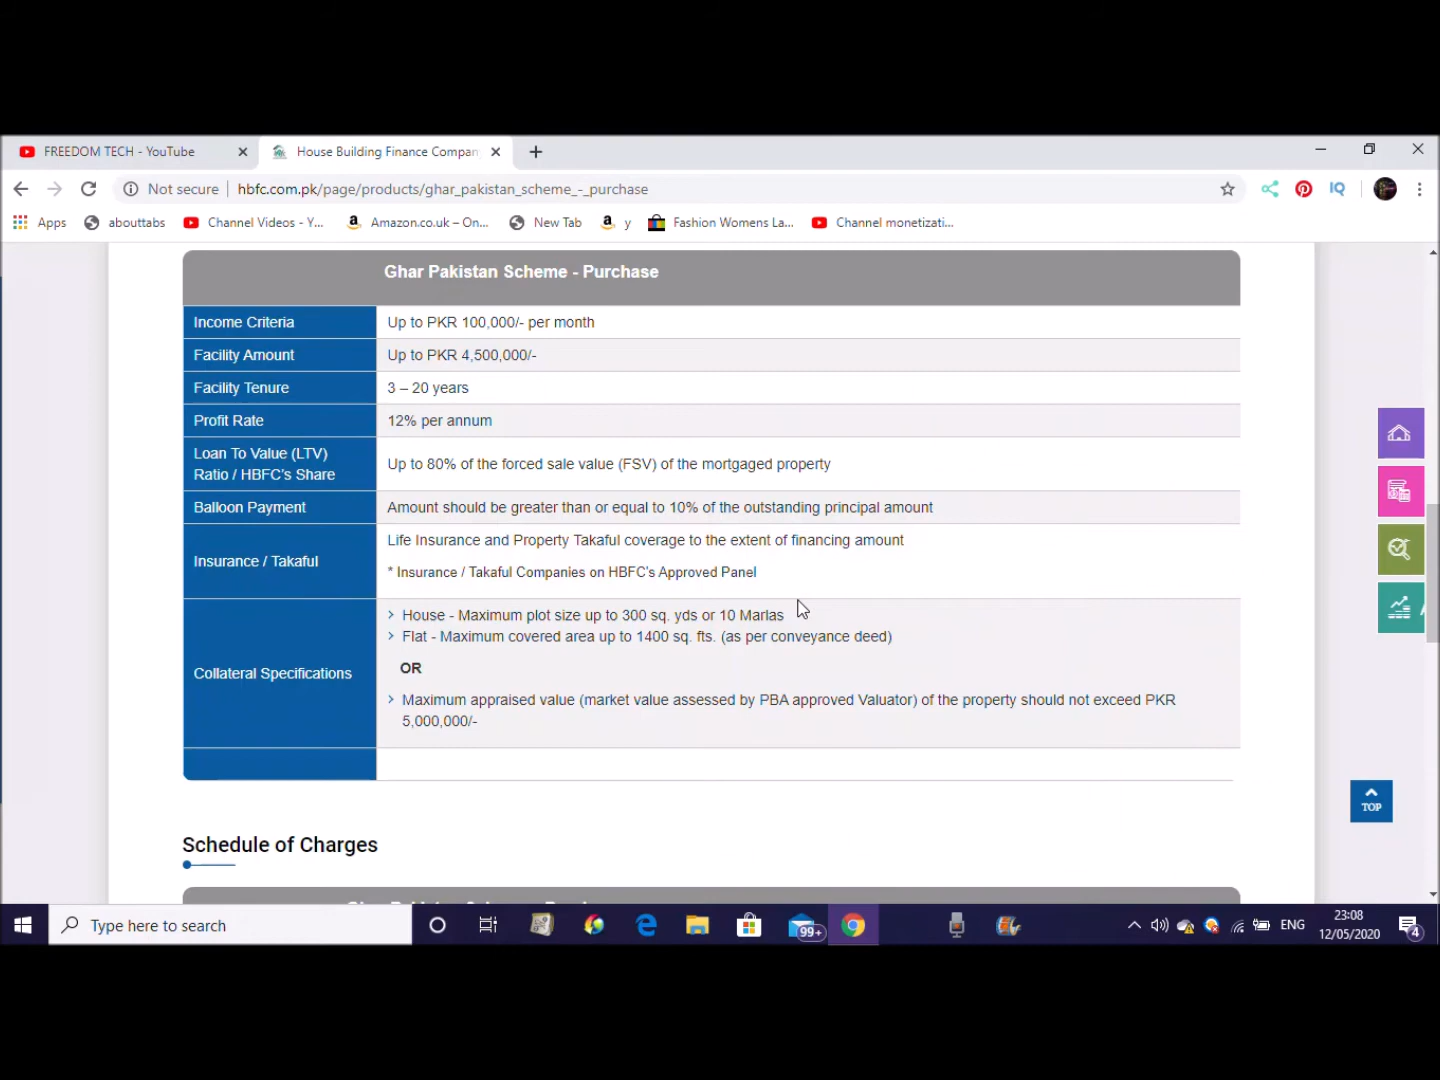 FREEDOM TECH - YouTube
House Building Finance Compan
Not secure
hbfc.com.pk/page/products/ghar_pakistan_scheme_-_purchase
IQ
Apps
abouttabs
Channel Videos - Y...
Amazon.co.uk – On...
New Tab
y
Fashion Womens La...
Channel monetizati...
Ghar Pakistan Scheme - Purchase
Income Criteria
Up to PKR 100,000/- per month
Facility Amount
Up to PKR 4,500,000/-
Facility Tenure
3 – 20 years
Profit Rate
12% per annum
Loan To Value (LTV)
Ratio / HBFC's Share
Up to 80% of the forced sale value (FSV) of the mortgaged property
Balloon Payment
Amount should be greater than or equal to 10% of the outstanding principal amount
Insurance / Takaful
Life Insurance and Property Takaful coverage to the extent of financing amount
* Insurance / Takaful Companies on HBFC's Approved Panel
Collateral Specifications
House - Maximum plot size up to 300 sq. yds or 10 Marlas
Flat - Maximum covered area up to 1400 sq. fts. (as per conveyance deed)
OR
Maximum appraised value (market value assessed by PBA approved Valuator) of the property should not exceed PKR
5,000,000/-
TOP
Schedule of Charges
Type here to search
99+
ENG
23:08
12/05/2020
4